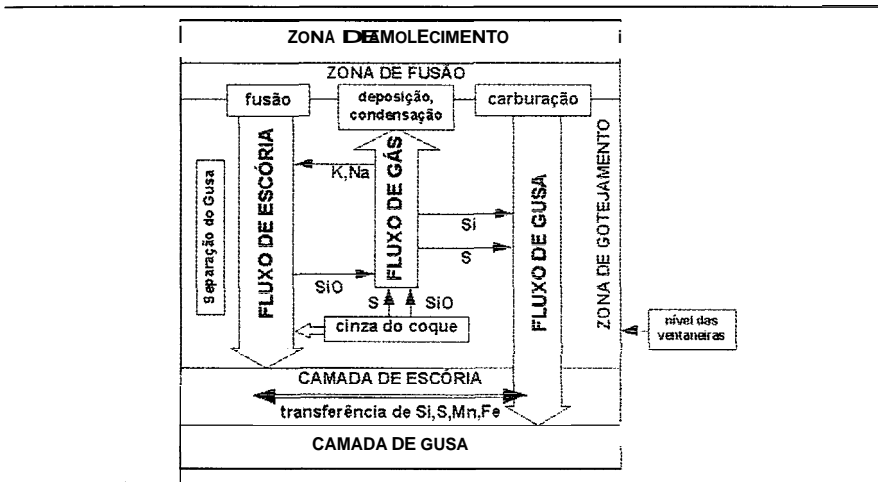 ZONA DE AMOLECIMENTO
ZONA DE FUSÃO
fusão
deposição,
condensação
carburação
Separação do Gusa
FLUXO DE ESCÓRIA
K,Na
FLUXO DE GÁS
Si
S
SiO
S
SiO
FLUXO DE GUSA
ZONA DE GOTEJAMENTO
cinza do coque
nível das
ventaneiras
CAMADA DE ESCÓRIA
transferência de Si,S,Mn,Fe
CAMADA DE GUSA